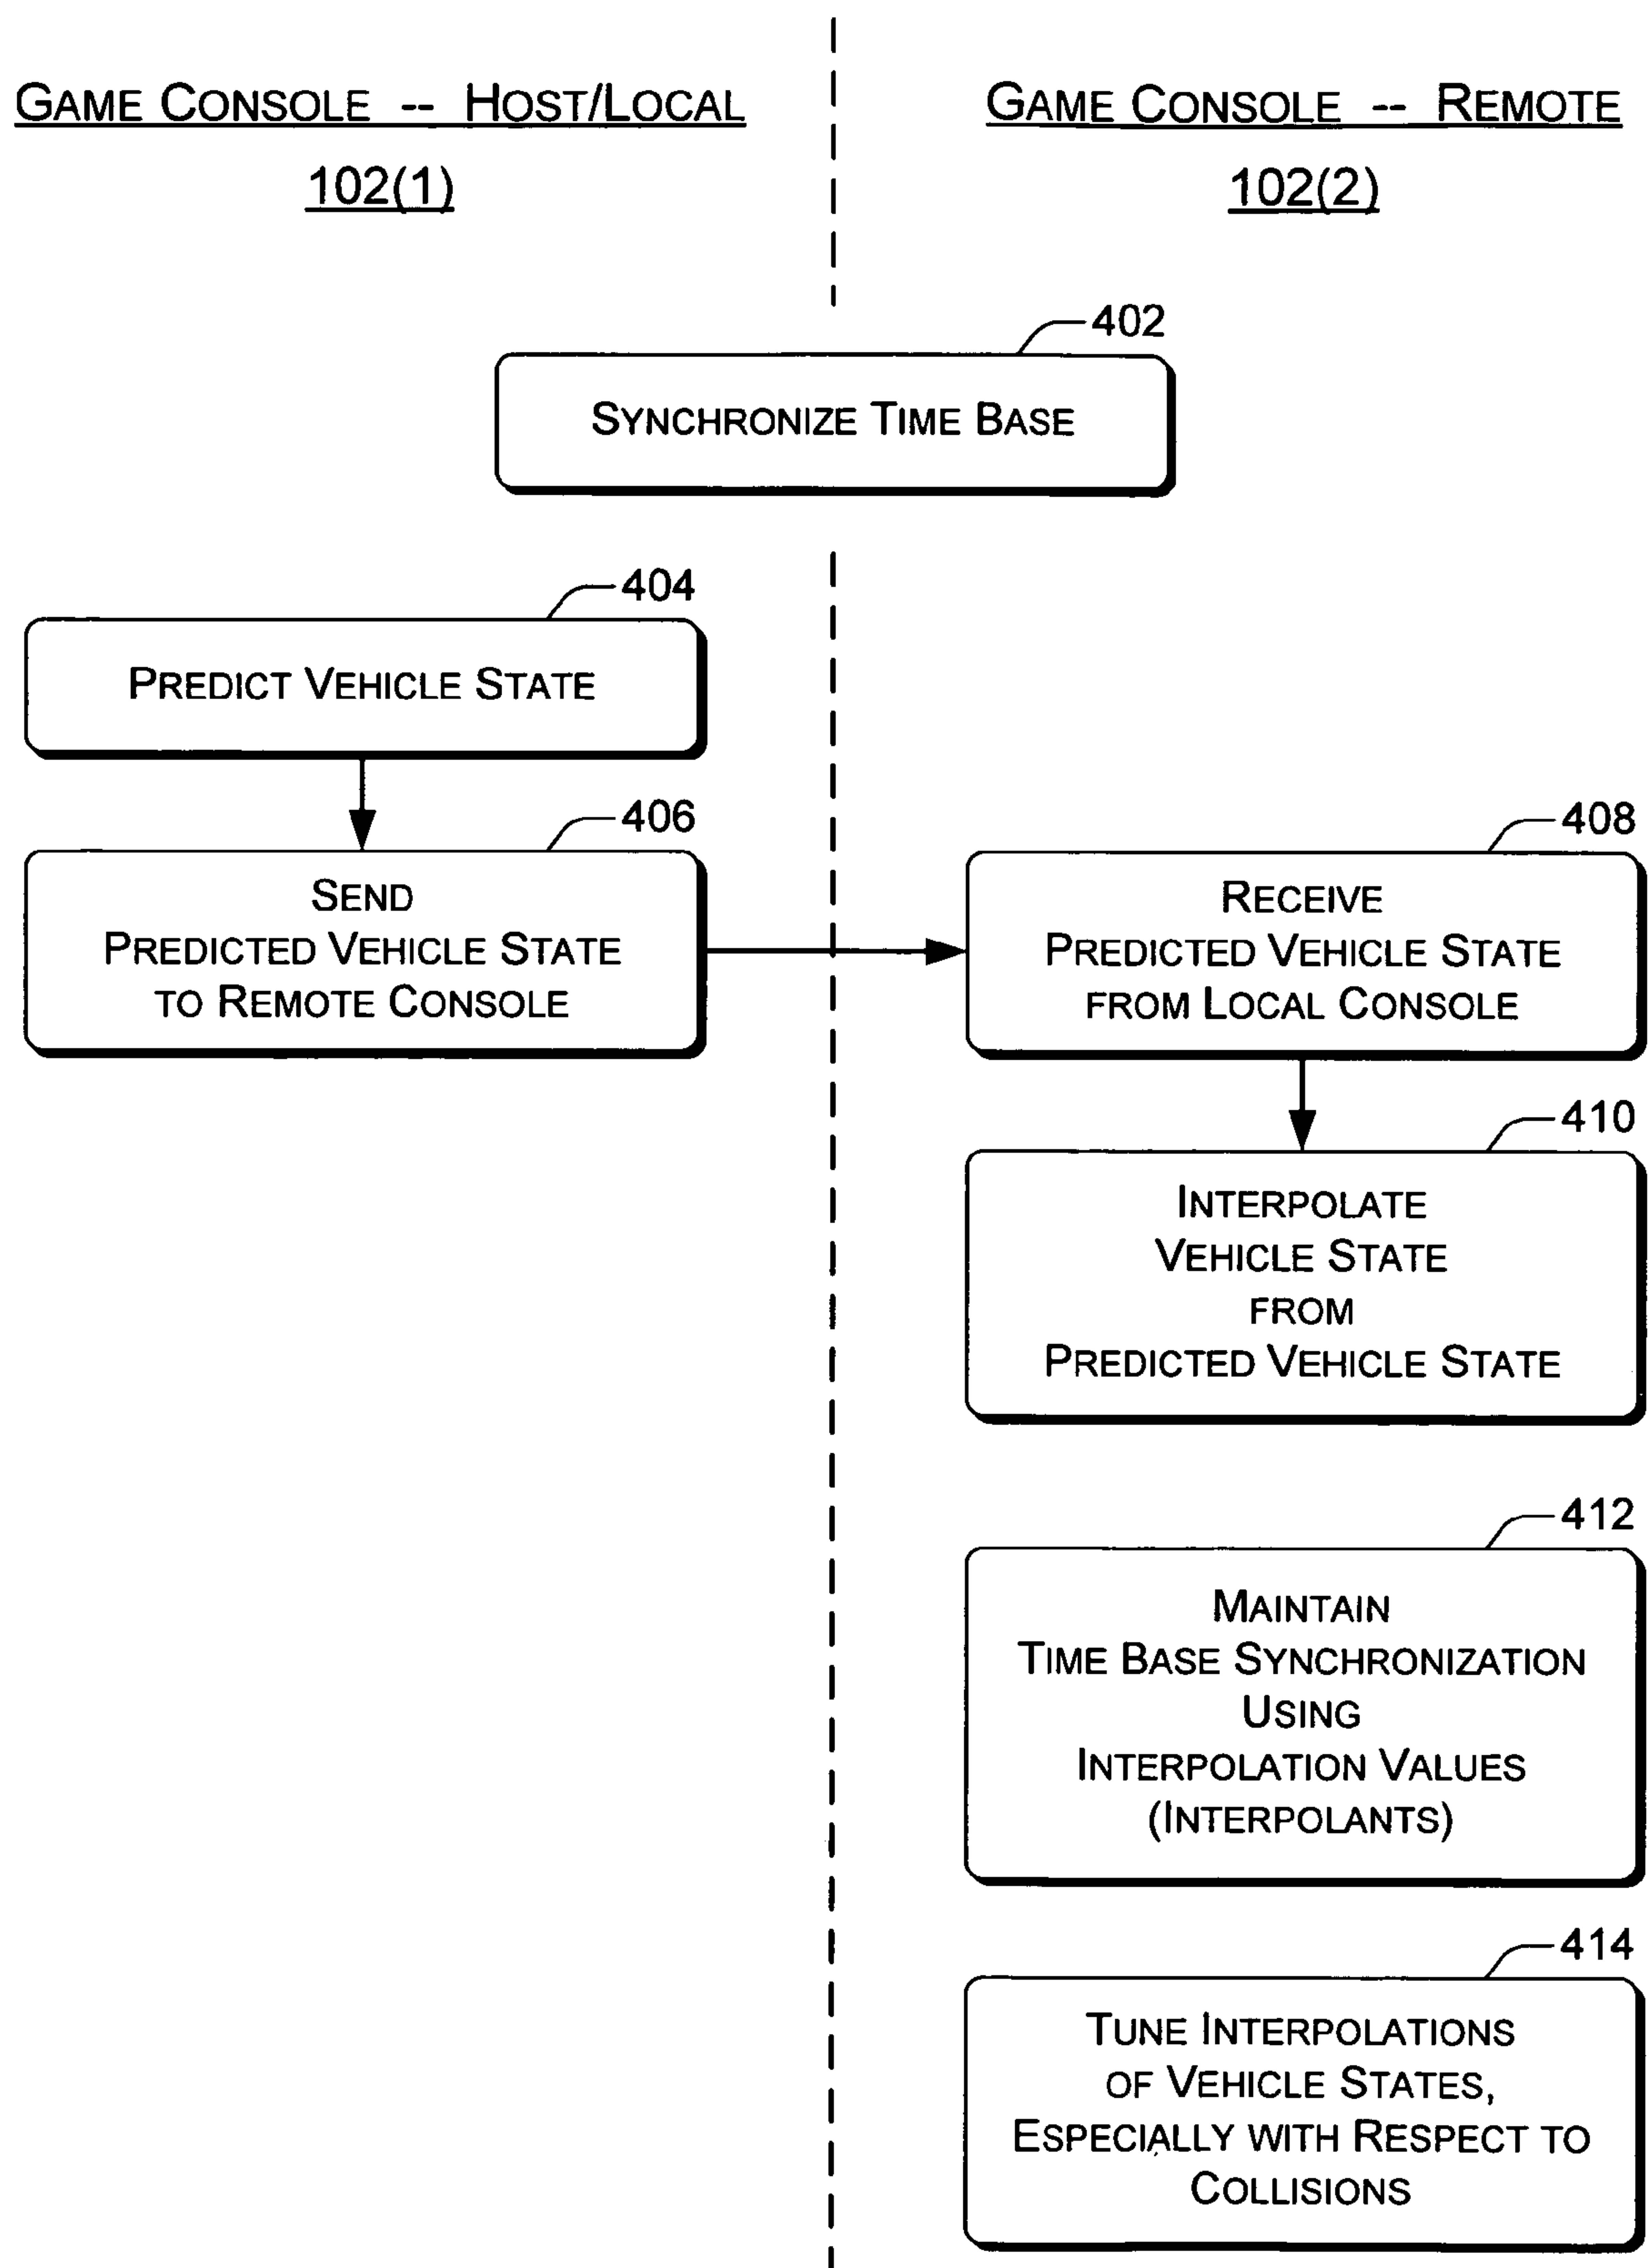 GAME CONSOLE -- HOST/LOCAL
102(1)
GAME CONSOLE -- REMOTE
102(2)
402
SYNCHRONIZE TIME BASE
404
PREDICT VEHICLE STATE
406
SEND
PREDICTED VEHICLE STATE
TO REMOTE CONSOLE
408
RECEIVE
PREDICTED VEHICLE STATE
FROM LOCAL CONSOLE
410
INTERPOLATE
VEHICLE STATE
FROM
PREDICTED VEHICLE STATE
412
MAINTAIN
TIME BASE SYNCHRONIZATION
USING
INTERPOLATION VALUES
(INTERPOLANTS)
414
TUNE INTERPOLATIONS
OF VEHICLE STATES,
ESPECIALLY WITH RESPECT TO
COLLISIONS